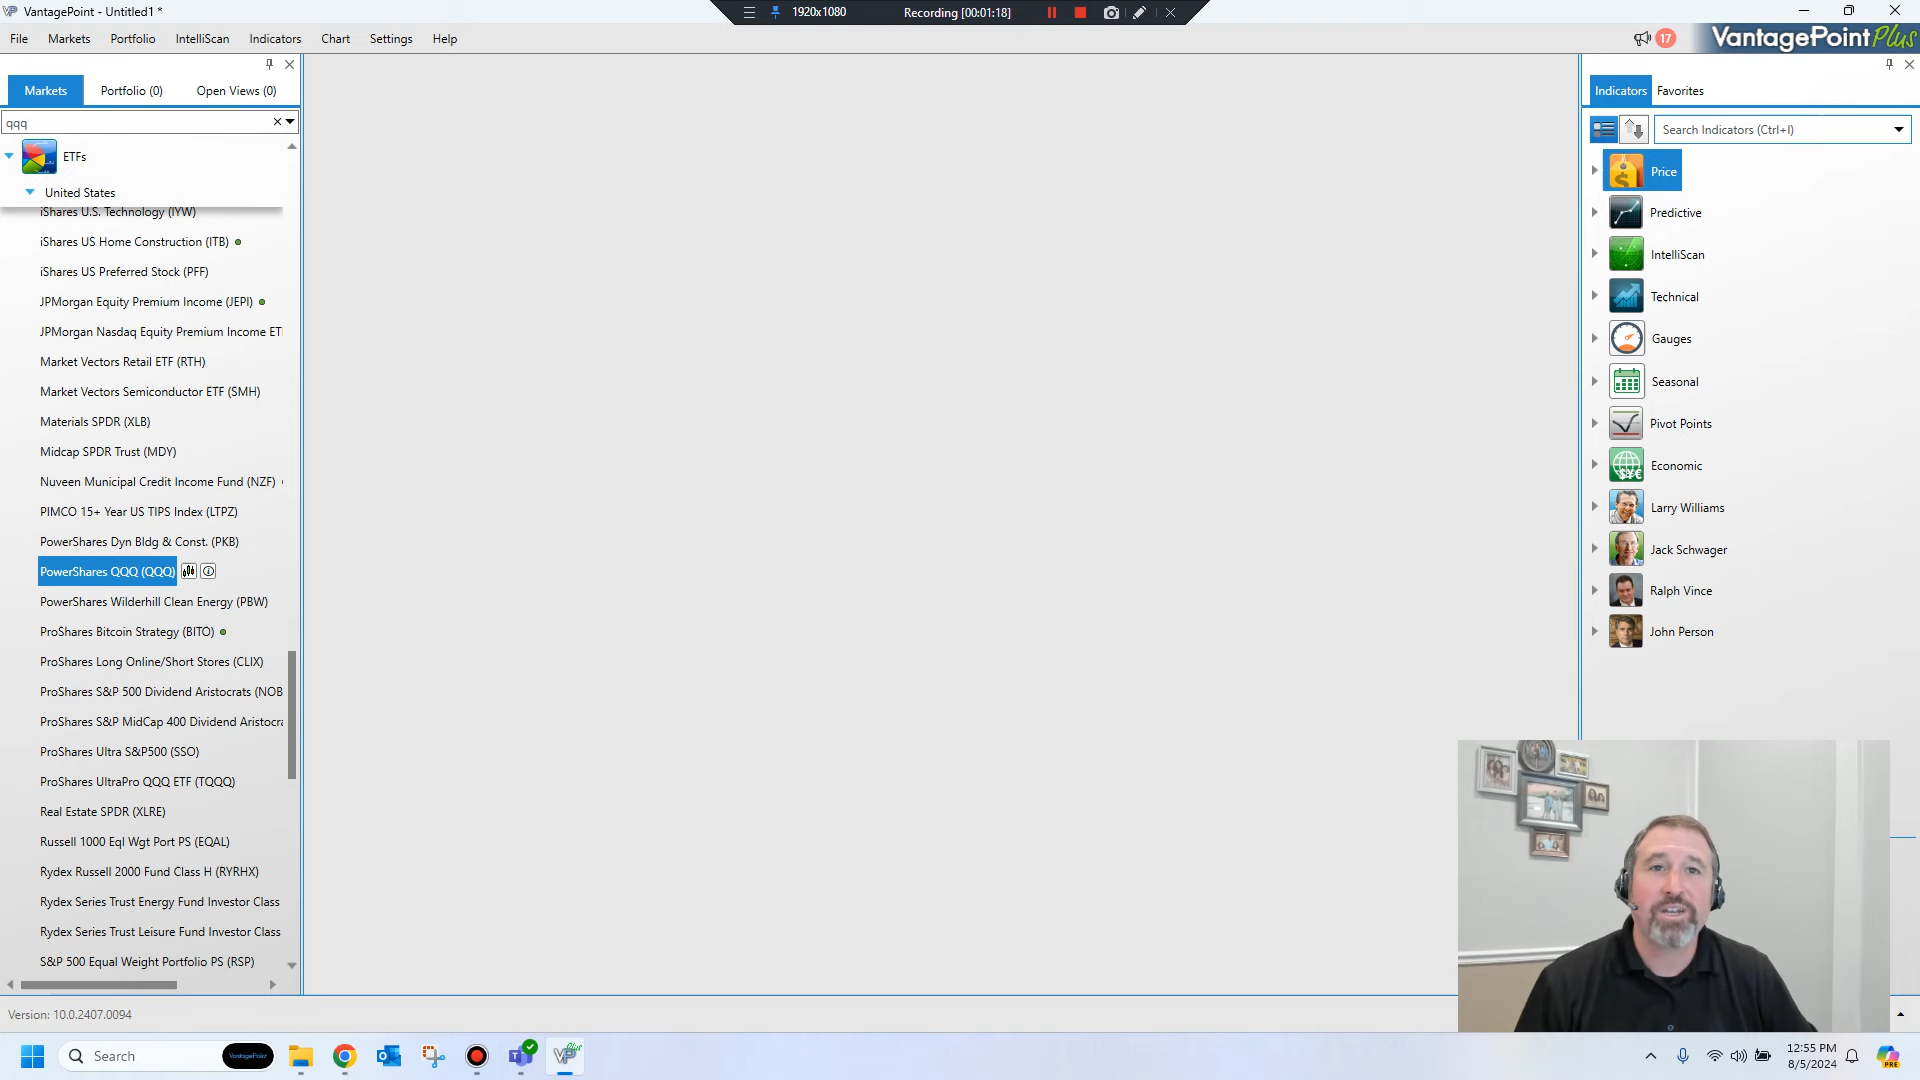 VantagePoint - Untitled1 *
1920x1080
Recording [00:01:18]
File Markets Portfolio IntelliScan Indicators Chart Settings Help
17
VantagePoint Plus
Markets Portfolio (0) Open Views (0)
qqq
ETFs
United States
iShares U.S. Technology (IYW)
iShares US Home Construction (ITB)
iShares US Preferred Stock (PFF)
JPMorgan Equity Premium Income (JEPI)
JPMorgan Nasdaq Equity Premium Income ET
Market Vectors Retail ETF (RTH)
Market Vectors Semiconductor ETF (SMH)
Materials SPDR (XLB)
Midcap SPDR Trust (MDY)
Nuveen Municipal Credit Income Fund (NZF)
PIMCO 15+ Year US TIPS Index (LTPZ)
PowerShares Dyn Bldg & Const. (PKB)
PowerShares QQQ (QQQ)
PowerShares Wilderhill Clean Energy (PBW)
ProShares Bitcoin Strategy (BITO)
ProShares Long Online/Short Stores (CLIX)
ProShares S&P 500 Dividend Aristocrats (NOB
ProShares S&P MidCap 400 Dividend Aristocra
ProShares Ultra S&P500 (SSO)
ProShares UltraPro QQQ ETF (TQQQ)
Real Estate SPDR (XLRE)
Russell 1000 Eql Wgt Port PS (EQAL)
Rydex Russell 2000 Fund Class H (RYRHX)
Rydex Series Trust Energy Fund Investor Class
Rydex Series Trust Leisure Fund Investor Class
S&P 500 Equal Weight Portfolio PS (RSP)
Indicators Favorites
Search Indicators (Ctrl+I)
Price
Predictive
IntelliScan
Technical
Gauges
Seasonal
Pivot Points
Economic
Larry Williams
Jack Schwager
Ralph Vince
John Person
Version: 10.0.2407.0094
Search
VantagePoint
VP Plus
12:55 PM
8/5/2024
PRE